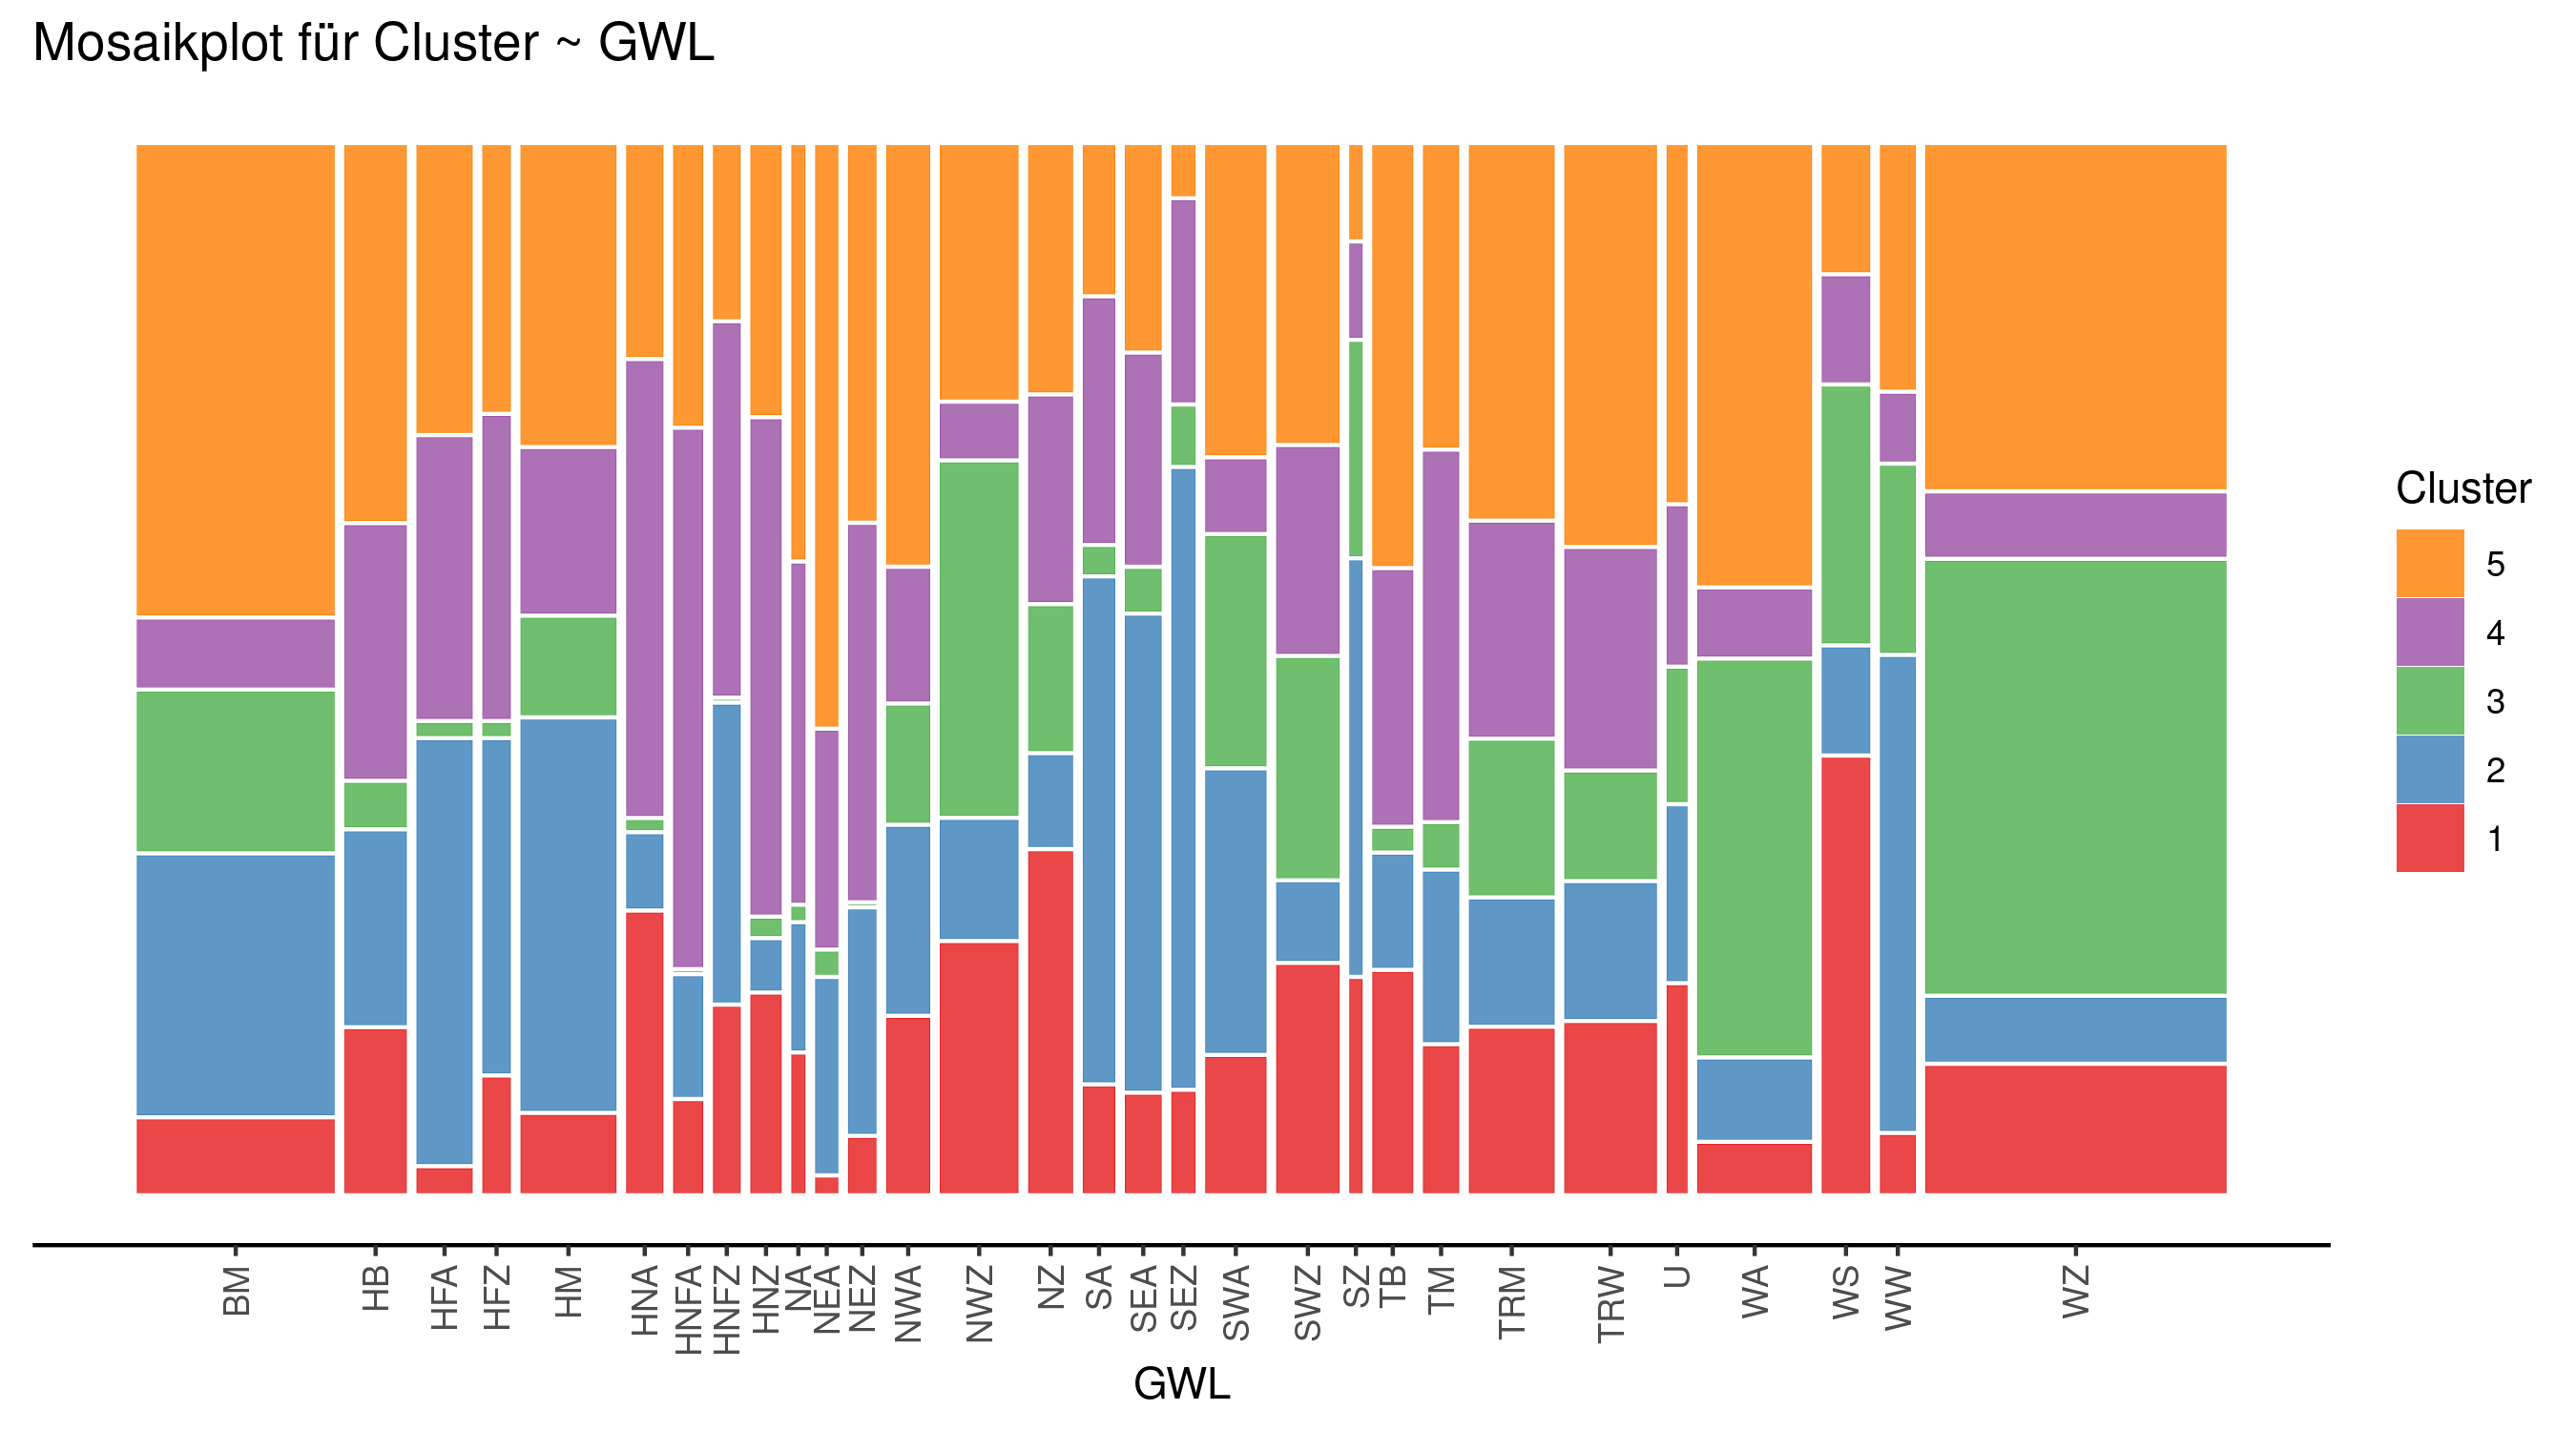 Mosaikplot für Cluster ~ GWL
Cluster
5
4
3
2
1
BM
HB
HFA
HFZ
HM
HNA
HNFA
HNFZ
HNZ
NA
NEA
NEZ
NWA
NWZ
NZ
SA
SEA
SEZ
SWA
SWZ
SZ
TB
TM
TRM
TRW
U
WA
WS
WW
WZ
GWL